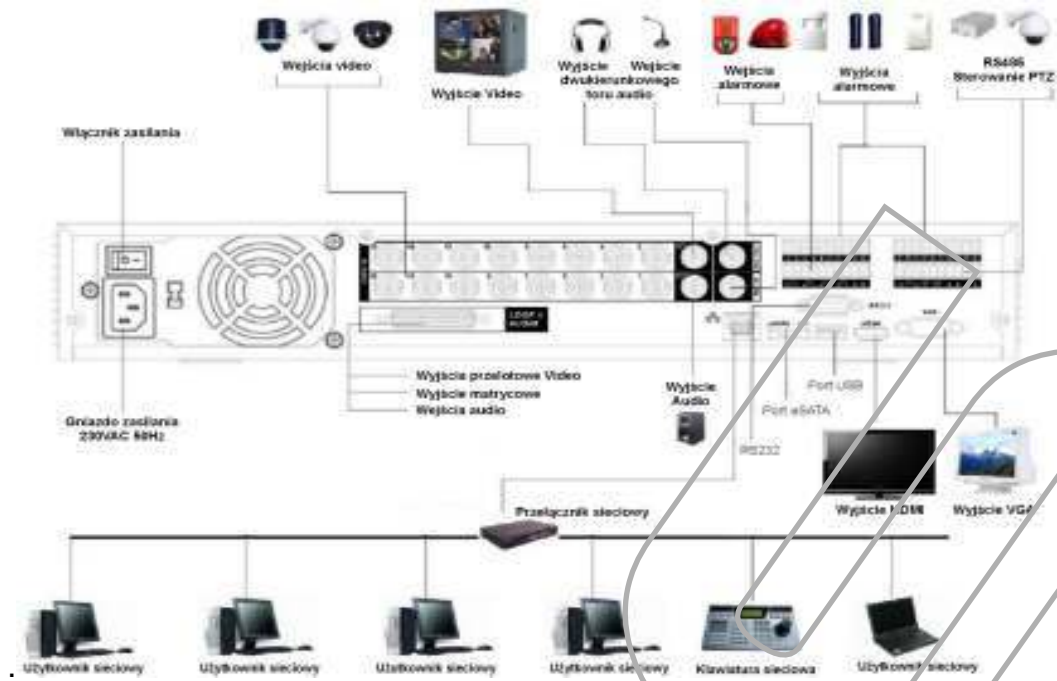 Wejścia video
Wyjście Video
Wyjście Wejście
dwukierunkowego
toru audio
Wejścia
alarmowe
Wyjścia
alarmowe
RS485
Sterowanie PTZ
Włącznik zasilania
LOOP /
AUDIO
Wyjścia przelotowe Video
Wyjście matrycowe
Wejścia audio
Gniazdo zasilania
230VAC 50Hz
Wyjście
Audio
Port USB
Port eSATA
RS232
Wyjście HDMI
Wyjście VGA
Przełącznik sieciowy
Użytkownik sieciowy
Użytkownik sieciowy
Użytkownik sieciowy
Użytkownik sieciowy
Klawiatura sieciowa
Użytkownik sieciowy